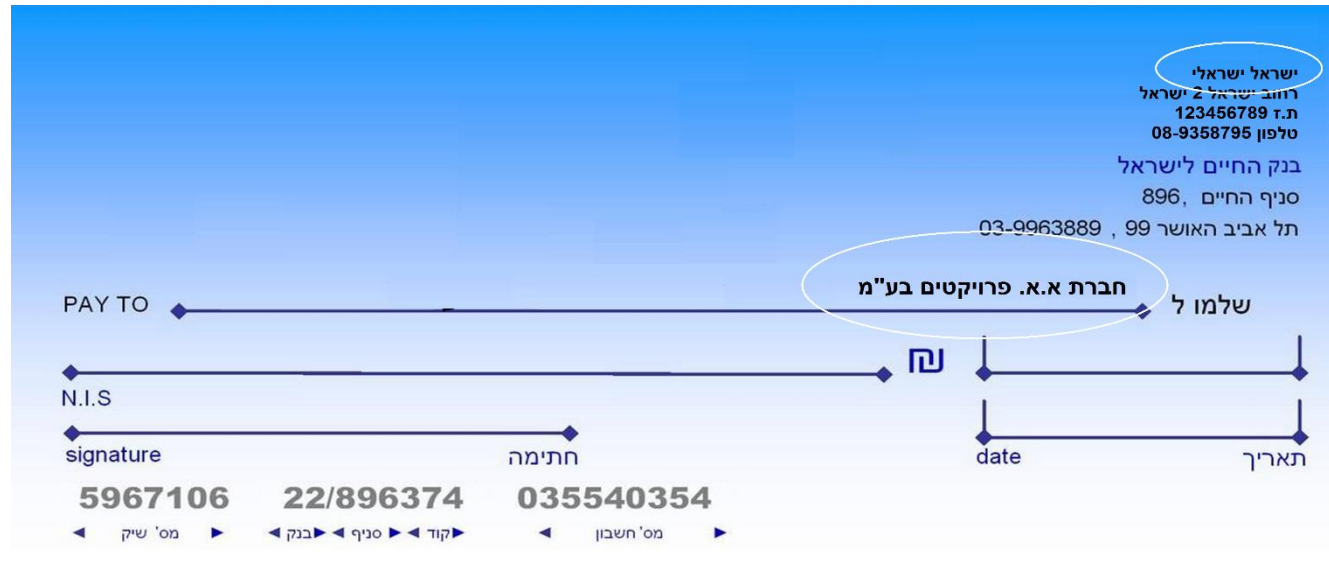 ישראל ישראלי
רחוב ישראל 2 ישראל
ת.ז 123456789
טלפון 08-9358795
בנק החיים לישראל
סניף החיים ,896
תל אביב האושר 99 , 03-9963889
שלמו ל חברת א.א. פרויקטים בע"מ PAY TO
₪
N.I.S
תאריך date חתימה signature
5967106 22/896374 035540354
מס' שיק בנק סניף קוד מס' חשבון